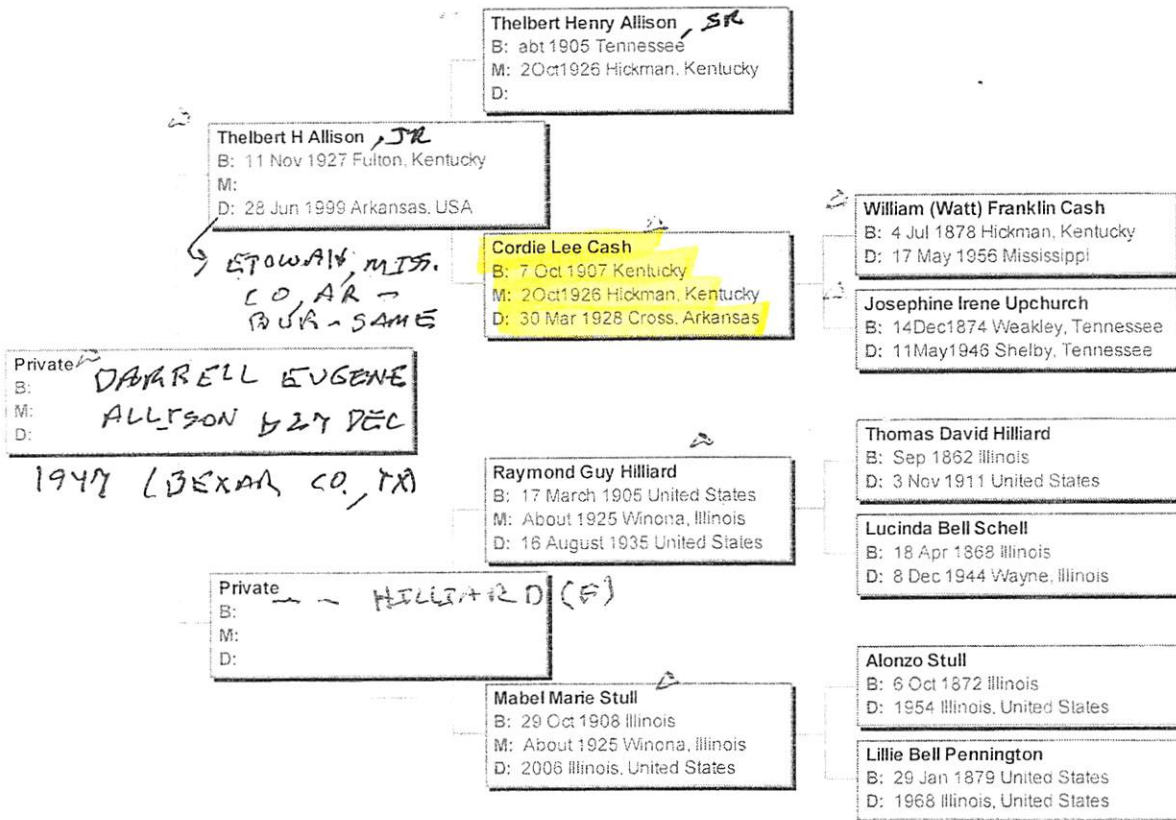 Thelbert Henry Allison , SR
B: abt 1905 Tennessee
M: 2Oct1926 Hickman, Kentucky
D:
Thelbert H Allison , JR
B: 11 Nov 1927 Fulton, Kentucky
M:
D: 28 Jun 1999 Arkansas, USA
ETOWAH, MISS.
CO, AR –
BUR – SAME
Cordie Lee Cash
B: 7 Oct 1907 Kentucky
M: 2Oct1926 Hickman, Kentucky
D: 30 Mar 1928 Cross, Arkansas
William (Watt) Franklin Cash
B: 4 Jul 1878 Hickman, Kentucky
D: 17 May 1956 Mississippi
Josephine Irene Upchurch
B: 14Dec1874 Weakley, Tennessee
D: 11May1946 Shelby, Tennessee
Private
B: DARRELL EUGENE
M: ALLISON b 27 DEC
D:
1947 (BEXAR CO., TX)
Raymond Guy Hilliard
B: 17 March 1905 United States
M: About 1925 Winona, Illinois
D: 16 August 1935 United States
Thomas David Hilliard
B: Sep 1862 Illinois
D: 3 Nov 1911 United States
Lucinda Bell Schell
B: 18 Apr 1868 Illinois
D: 8 Dec 1944 Wayne, Illinois
Private – – HILLIARD (F)
B:
M:
D:
Mabel Marie Stull
B: 29 Oct 1908 Illinois
M: About 1925 Winona, Illinois
D: 2006 Illinois, United States
Alonzo Stull
B: 6 Oct 1872 Illinois
D: 1954 Illinois, United States
Lillie Bell Pennington
B: 29 Jan 1879 United States
D: 1968 Illinois, United States